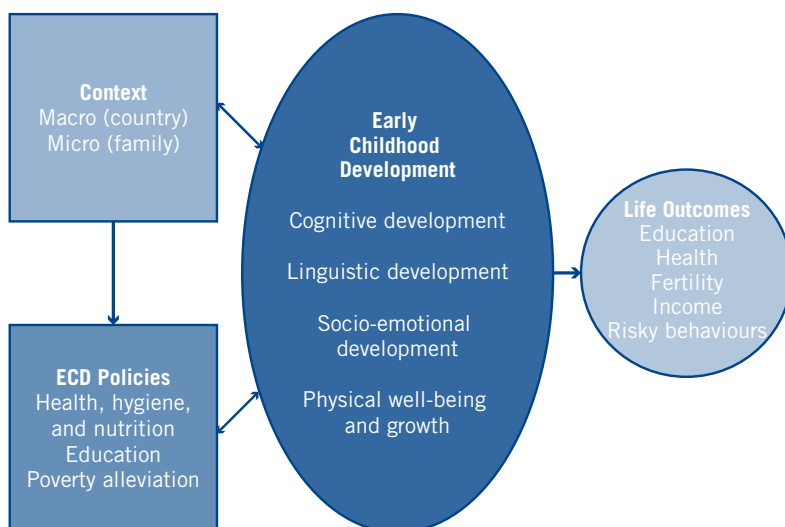 Context
Macro (country)
Micro (family)
ECD Policies
Health, hygiene,
and nutrition
Education
Poverty alleviation
Early
Childhood
Development
Cognitive development
Linguistic development
Socio-emotional
development
Physical well-being
and growth
Life Outcomes
Education
Health
Fertility
Income
Risky behaviours